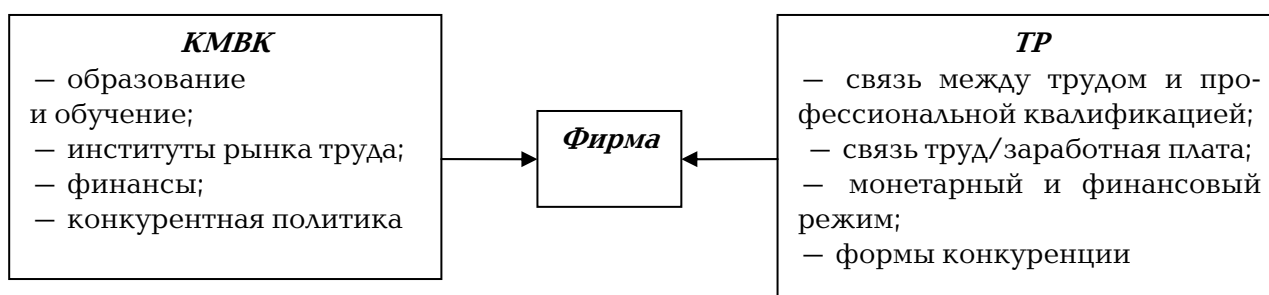 КМВК
— образование
и обучение;
— институты рынка труда;
— финансы;
— конкурентная политика
Фирма
ТР
— связь между трудом и про-
фессиональной квалификацией;
— связь труд/заработная плата;
— монетарный и финансовый
режим;
— формы конкуренции